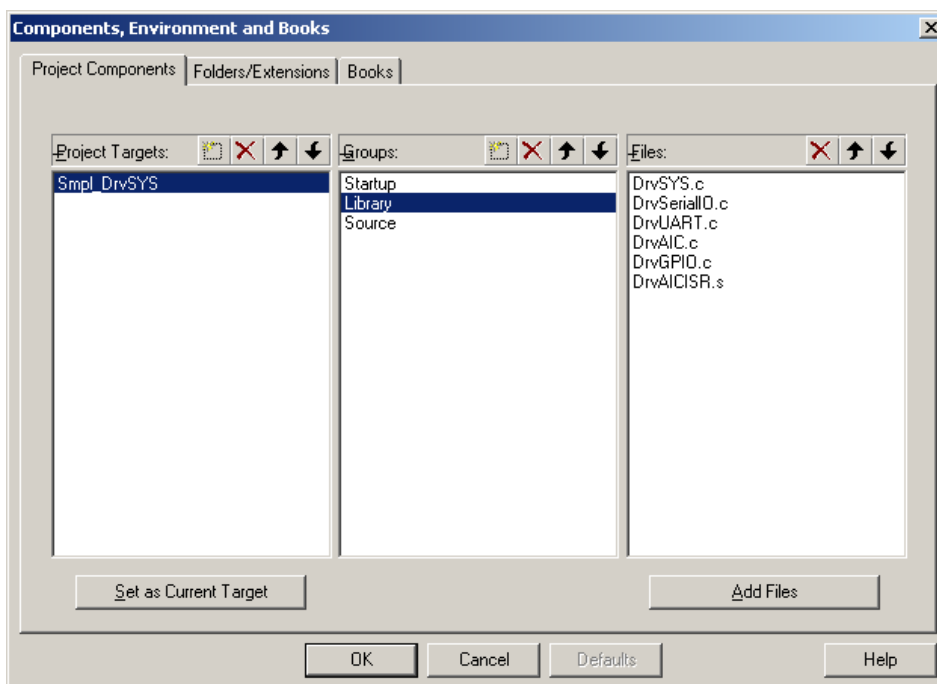 Components, Environment and Books
Project Components Folders/Extensions Books
Project Targets: Groups: Files:
Smpl_DrvSYS
Startup
Library
Source
DrvSYS.c
DrvSerialIO.c
DrvUART.c
DrvAIC.c
DrvGPIO.c
DrvAICISR.s
Set as Current Target
Add Files
OK Cancel Defaults Help